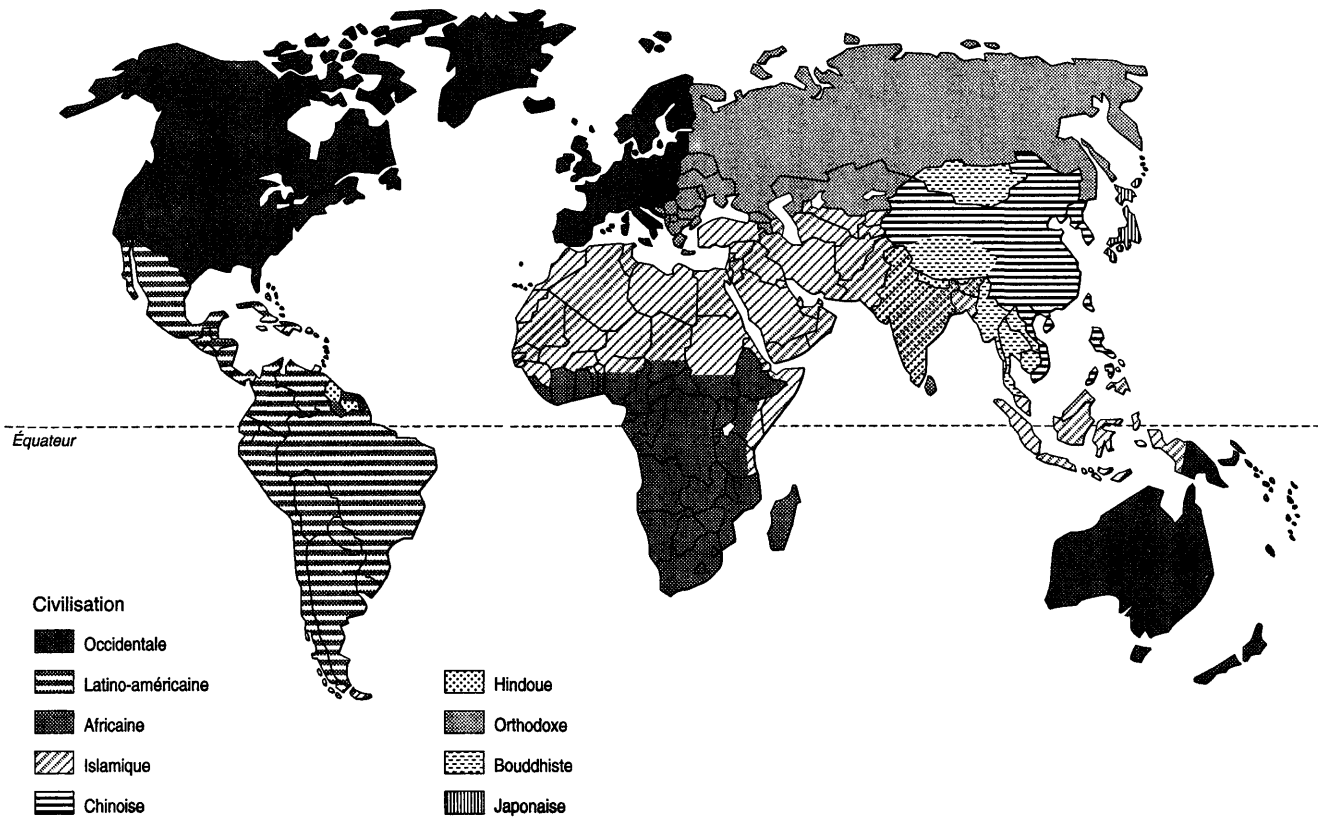 Équateur
Civilisation
Occidentale
Latino-américaine
Africaine
Islamique
Chinoise
Hindoue
Orthodoxe
Bouddhiste
Japonaise